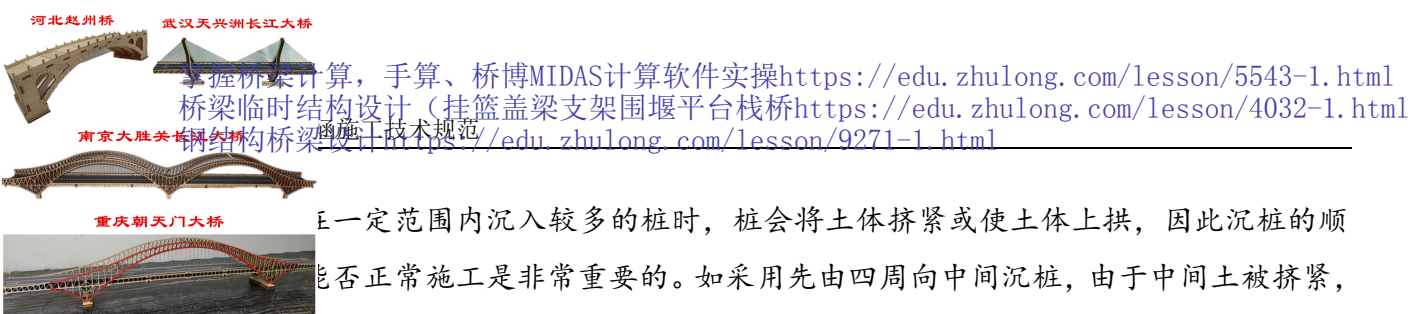 河北赵州桥
武汉天兴洲长江大桥
掌握桥梁计算，手算、桥博MIDAS计算软件实操https://edu.zhulong.com/lesson/5543-1.html
桥梁临时结构设计（挂篮盖梁支架围堰平台栈桥https://edu.zhulong.com/lesson/4032-1.html
涵施工技术规范
南京大胜关长江大桥
钢结构桥梁设计https://edu.zhulong.com/lesson/9271-1.html
重庆朝天门大桥
在一定范围内沉入较多的桩时，桩会将土体挤紧或使土体上拱，因此沉桩的顺
能否正常施工是非常重要的。如采用先由四周向中间沉桩，由于中间土被挤紧，